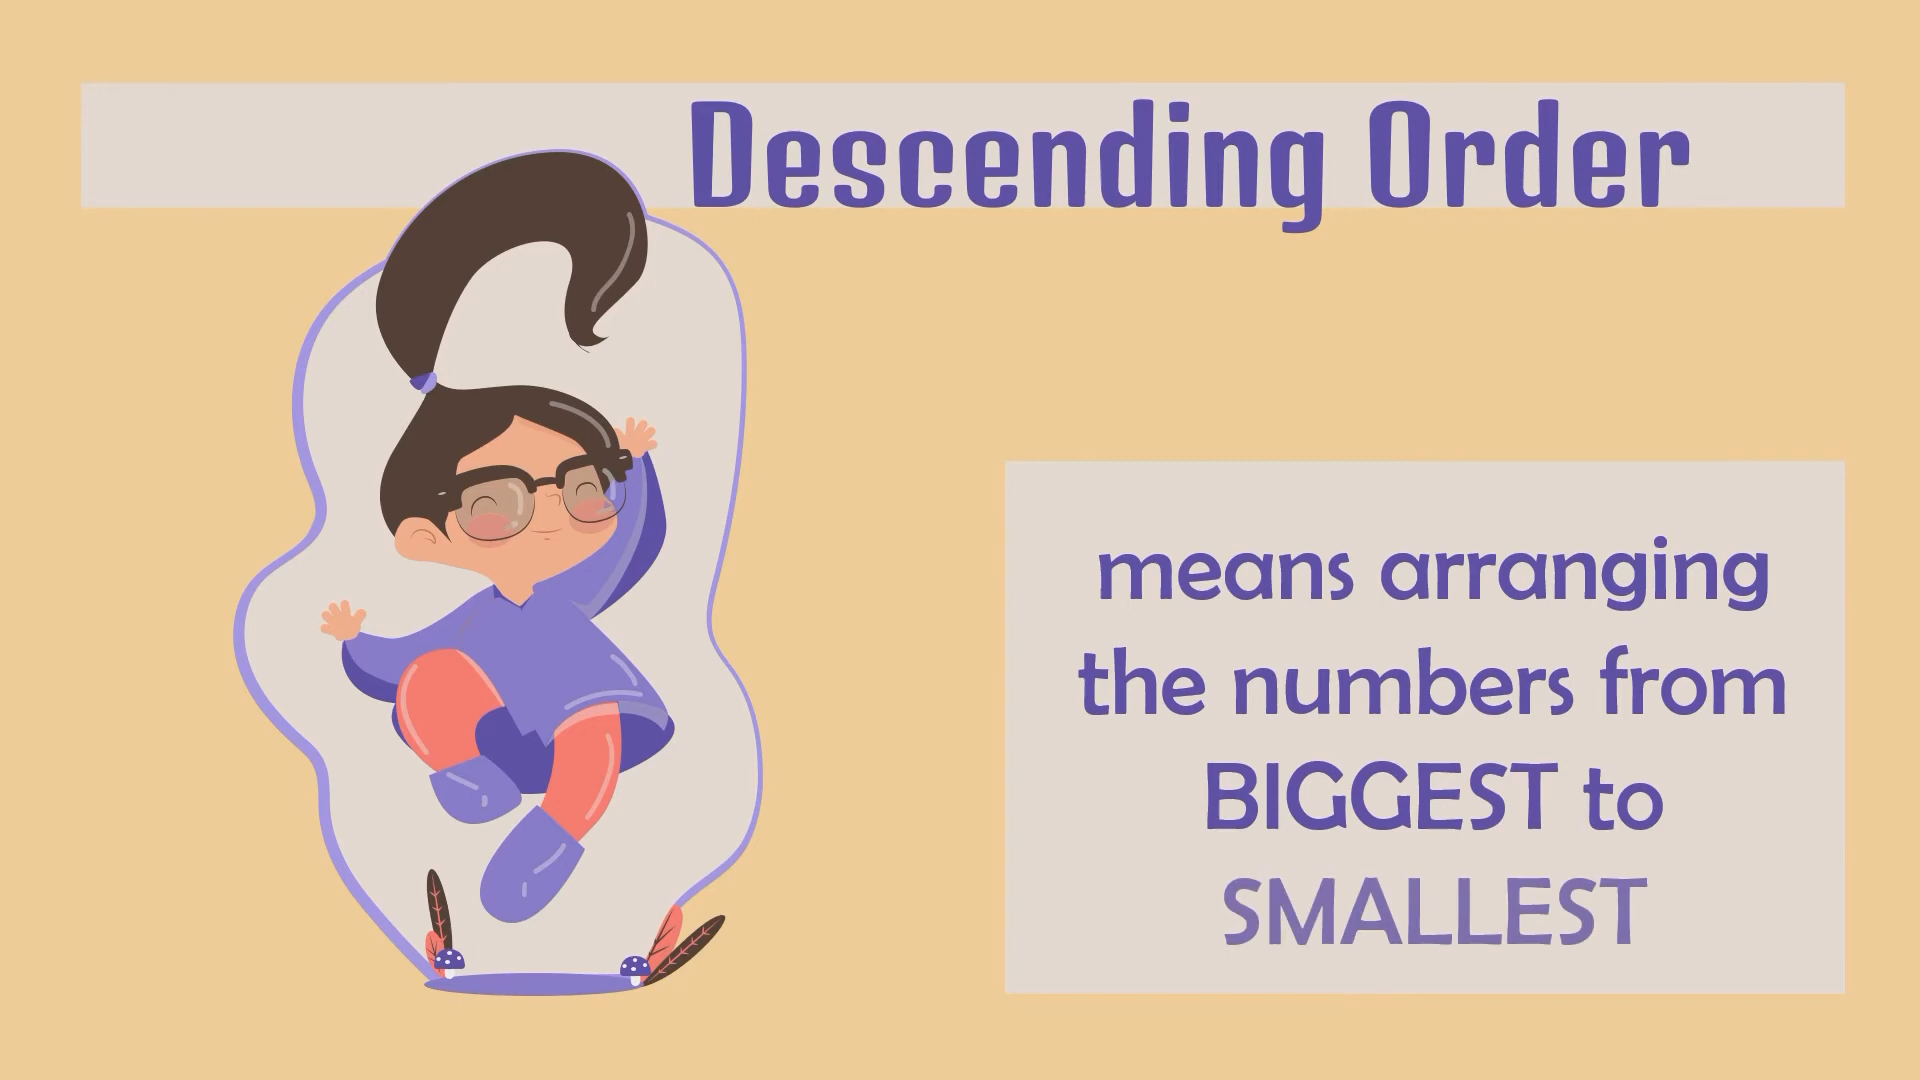 Descending Order
means arranging
the numbers from
BIGGEST to
SMALLEST